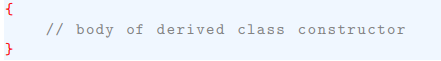 {
// body of derived class constructor
}